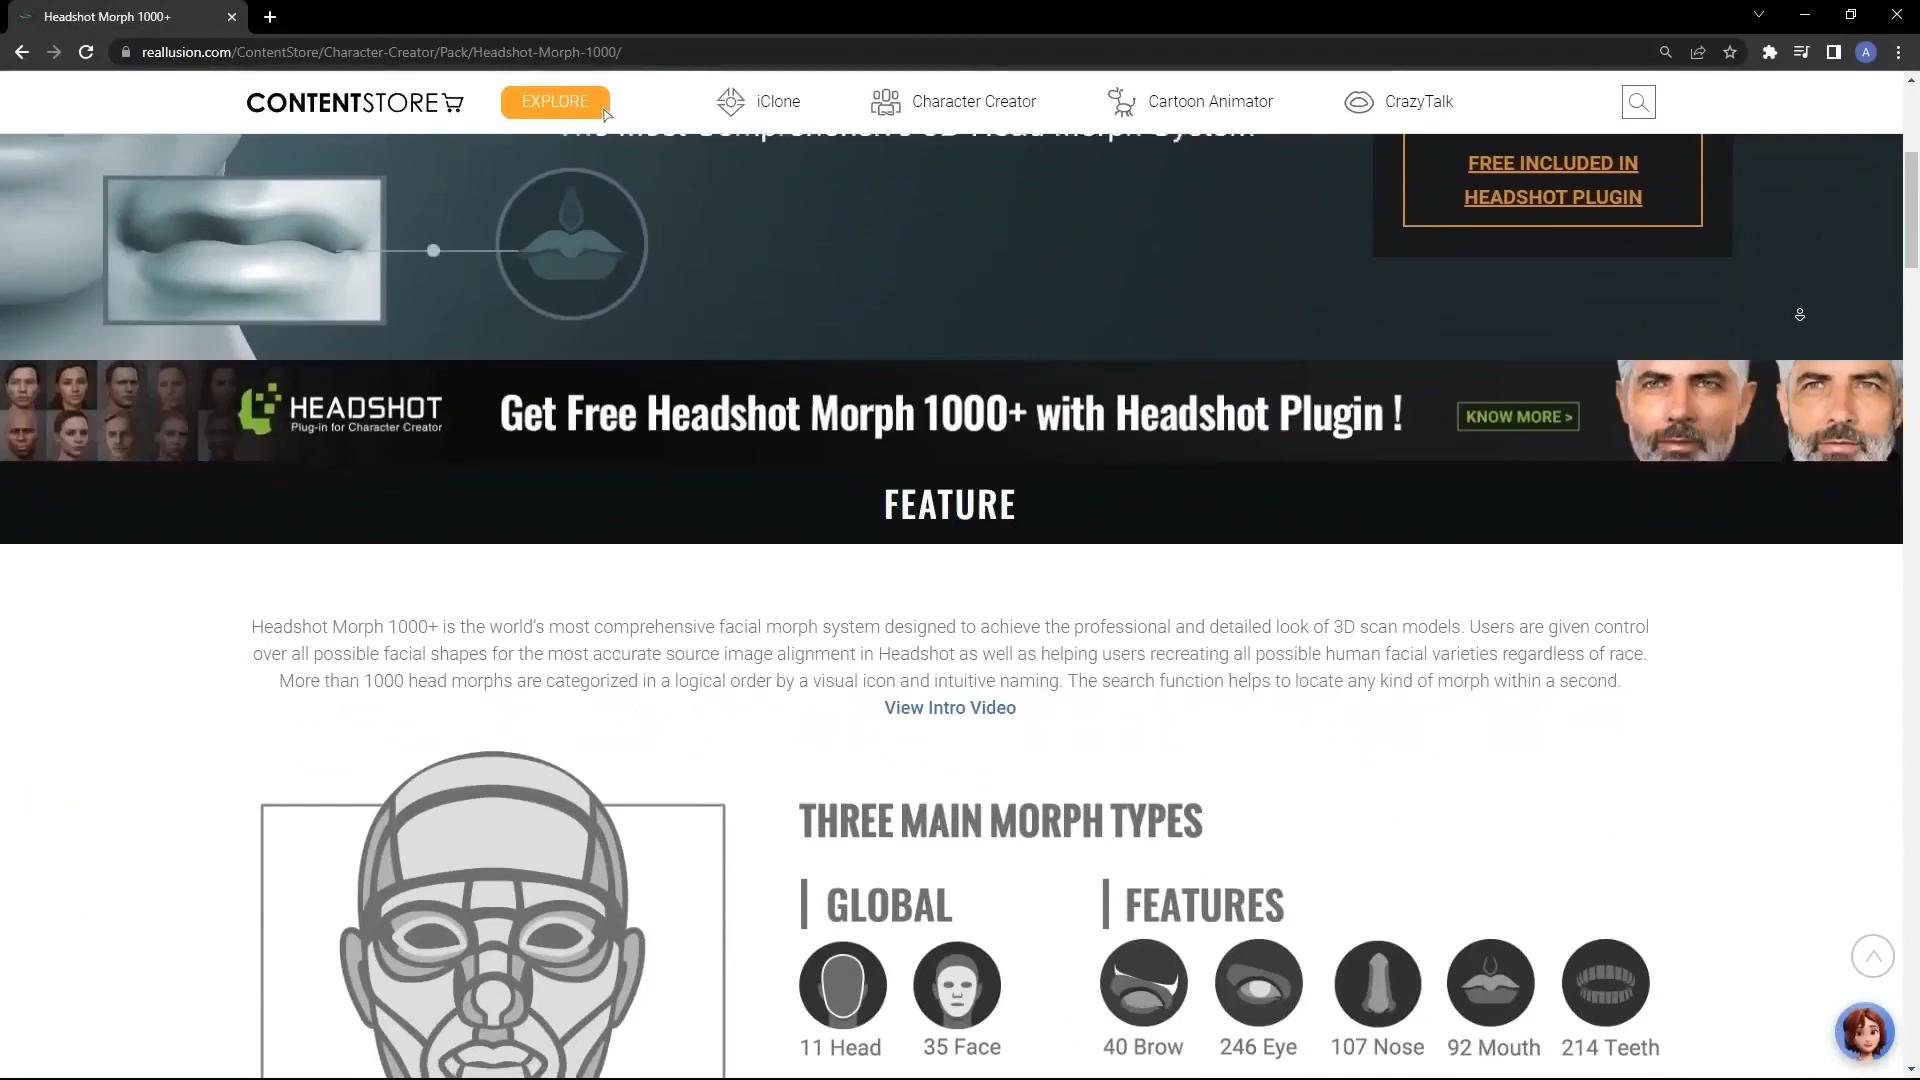 Headshot Morph 1000+
reallusion.com/ContentStore/Character-Creator/Pack/Headshot-Morph-1000/
A
CONTENTSTORE
EXPLORE
iClone
Character Creator
Cartoon Animator
CrazyTalk
The Most Comprehensive 3D Head Morph System
FREE INCLUDED IN
HEADSHOT PLUGIN
HEADSHOT
Plug-in for Character Creator
Get Free Headshot Morph 1000+ with Headshot Plugin !
KNOW MORE >
FEATURE
Headshot Morph 1000+ is the world's most comprehensive facial morph system designed to achieve the professional and detailed look of 3D scan models. Users are given control
over all possible facial shapes for the most accurate source image alignment in Headshot as well as helping users recreating all possible human facial varieties regardless of race.
More than 1000 head morphs are categorized in a logical order by a visual icon and intuitive naming. The search function helps to locate any kind of morph within a second.
View Intro Video
THREE MAIN MORPH TYPES
GLOBAL
FEATURES
11 Head
35 Face
40 Brow
246 Eye
107 Nose
92 Mouth
214 Teeth